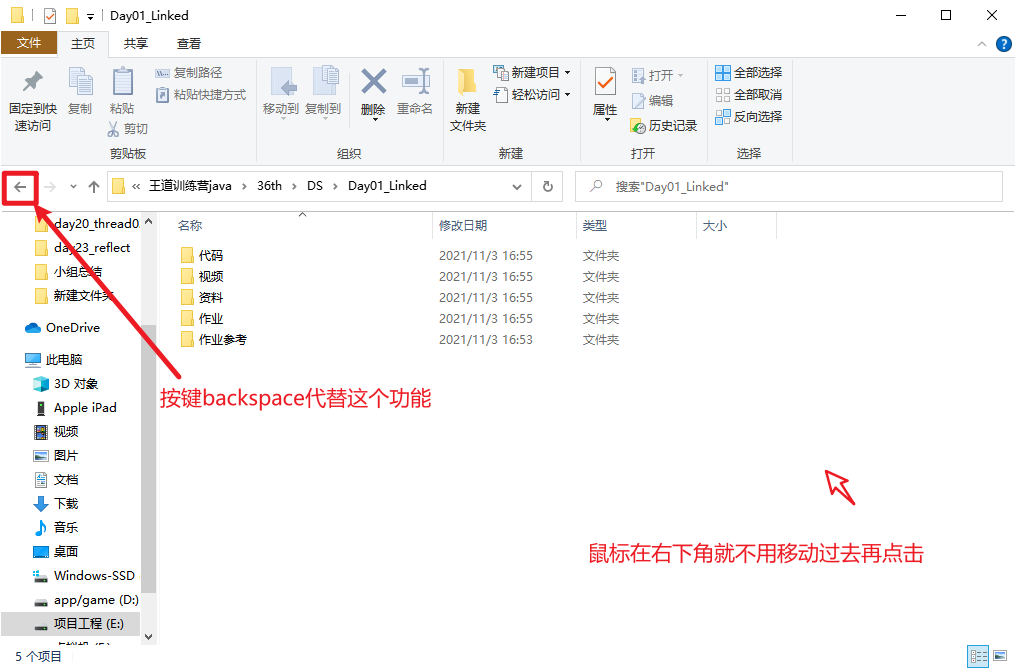 Day01_Linked
文件 主页 共享 查看
固定到快速访问
复制
粘贴
复制路径
粘贴快捷方式
剪切
剪贴板
移动到
复制到
删除
重命名
组织
新建文件夹
新建项目
轻松访问
新建
属性
打开
编辑
历史记录
打开
全部选择
全部取消
反向选择
选择
« 王道训练营java › 36th › DS › Day01_Linked
搜索"Day01_Linked"
day20_thread0
day23_reflect
小组总结
新建文件夹
OneDrive
此电脑
3D 对象
Apple iPad
视频
图片
文档
下载
音乐
桌面
Windows-SSD
app/game (D:)
项目工程 (E:)
名称 修改日期 类型 大小
代码 2021/11/3 16:55 文件夹
视频 2021/11/3 16:55 文件夹
资料 2021/11/3 16:55 文件夹
作业 2021/11/3 16:55 文件夹
作业参考 2021/11/3 16:53 文件夹
按键backspace代替这个功能
鼠标在右下角就不用移动过去再点击
5 个项目